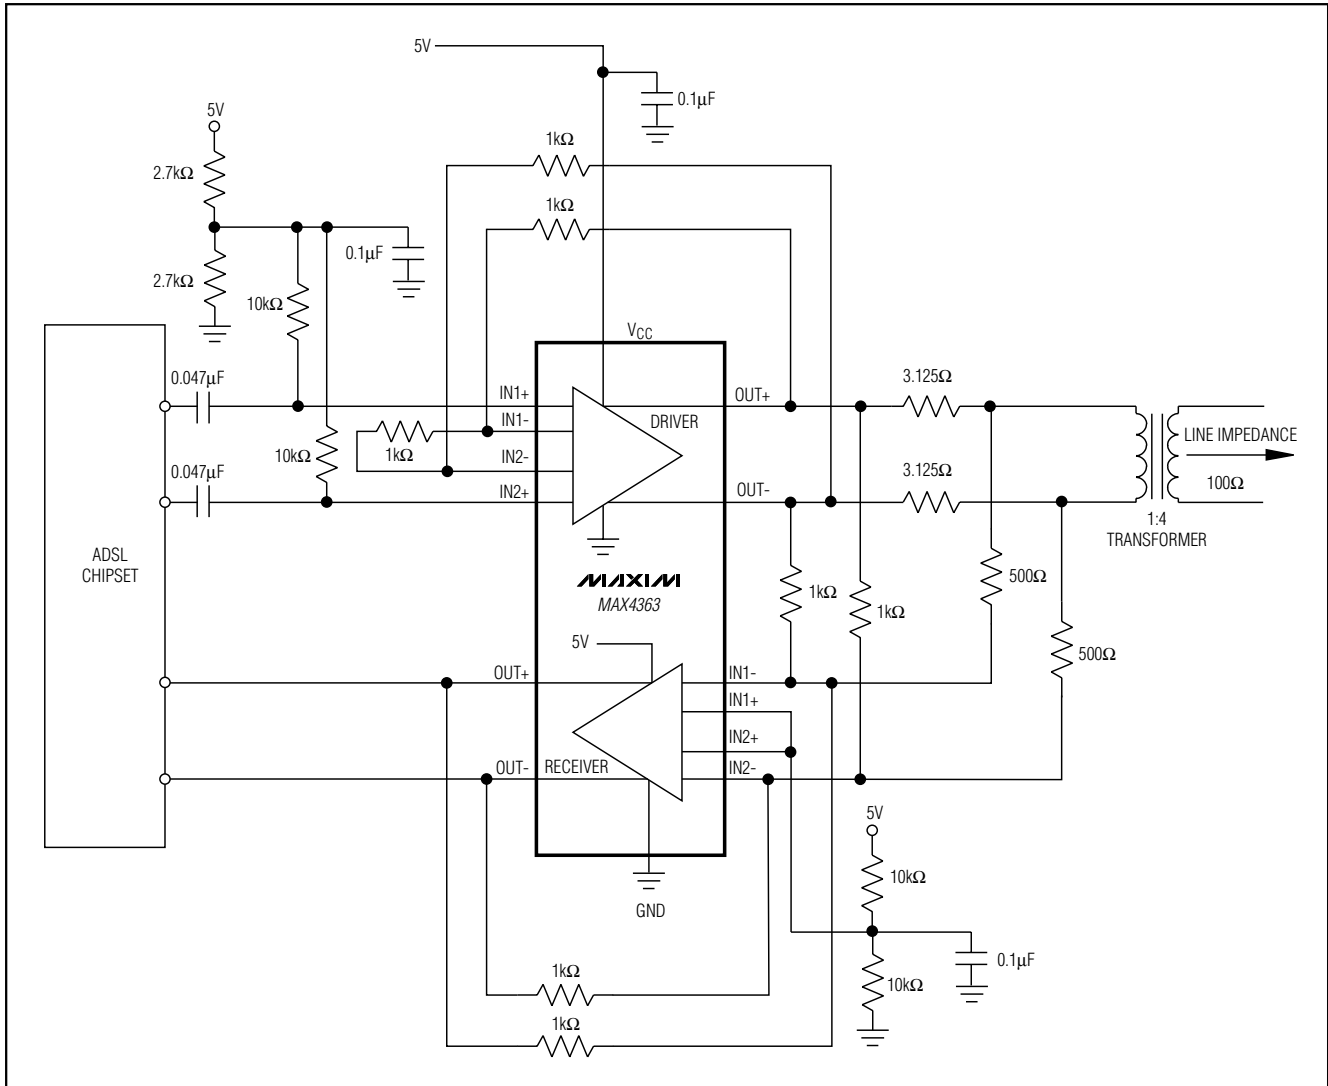 5V
0.1μF
5V
1kΩ
2.7kΩ
1kΩ
0.1μF
2.7kΩ
10kΩ
VCC
0.047μF
3.125Ω
IN1+
OUT+
IN1-
DRIVER
LINE IMPEDANCE
1kΩ
10kΩ
IN2-
0.047μF
3.125Ω
100Ω
IN2+
OUT-
1:4
TRANSFORMER
ADSL
CHIPSET
MAXIM
MAX4363
1kΩ
1kΩ
500Ω
500Ω
5V
OUT+
IN1-
IN1+
IN2+
OUT-
RECEIVER
IN2-
5V
10kΩ
GND
0.1μF
10kΩ
1kΩ
1kΩ